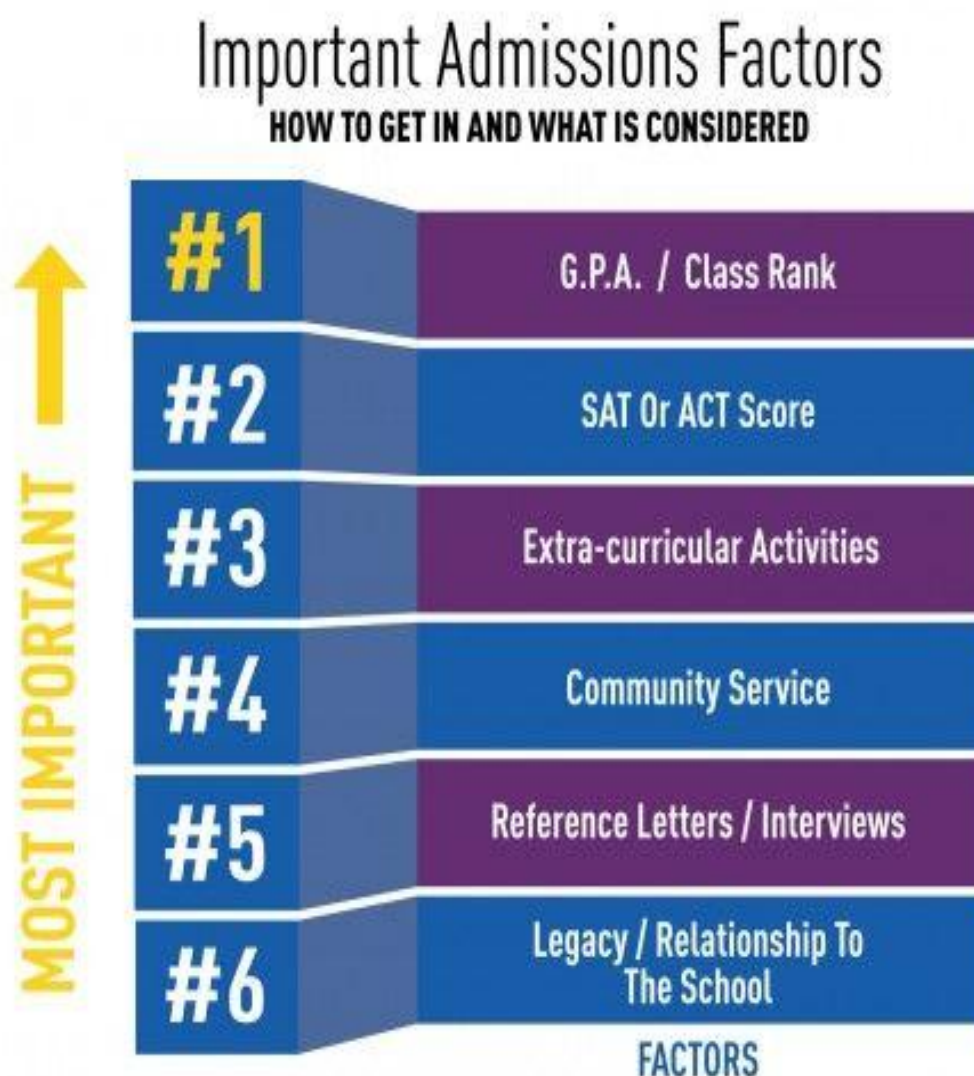 Important Admissions Factors
HOW TO GET IN AND WHAT IS CONSIDERED
MOST IMPORTANT
#1
G.P.A. / Class Rank
#2
SAT Or ACT Score
#3
Extra-curricular Activities
#4
Community Service
#5
Reference Letters / Interviews
#6
Legacy / Relationship To
The School
FACTORS